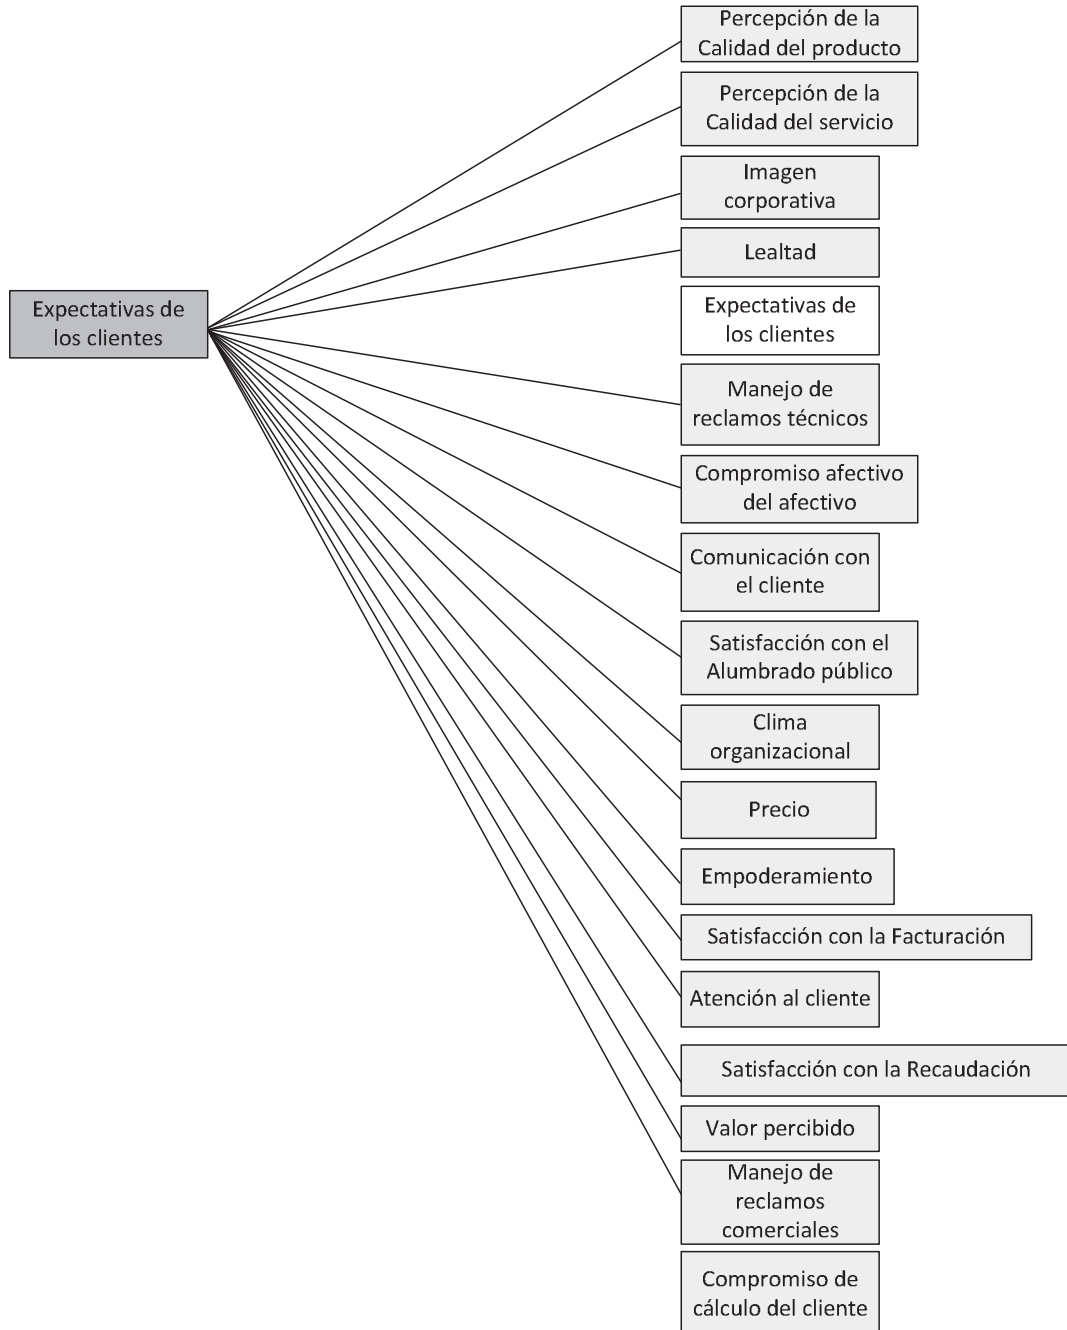 Percepción de la
Calidad del producto
Percepción de la
Calidad del servicio
Imagen
corporativa
Lealtad
Expectativas de
los clientes
Expectativas de
los clientes
Manejo de
reclamos técnicos
Compromiso afectivo
del afectivo
Comunicación con
el cliente
Satisfacción con el
Alumbrado público
Clima
organizacional
Precio
Empoderamiento
Satisfacción con la Facturación
Atención al cliente
Satisfacción con la Recaudación
Valor percibido
Manejo de
reclamos
comerciales
Compromiso de
cálculo del cliente